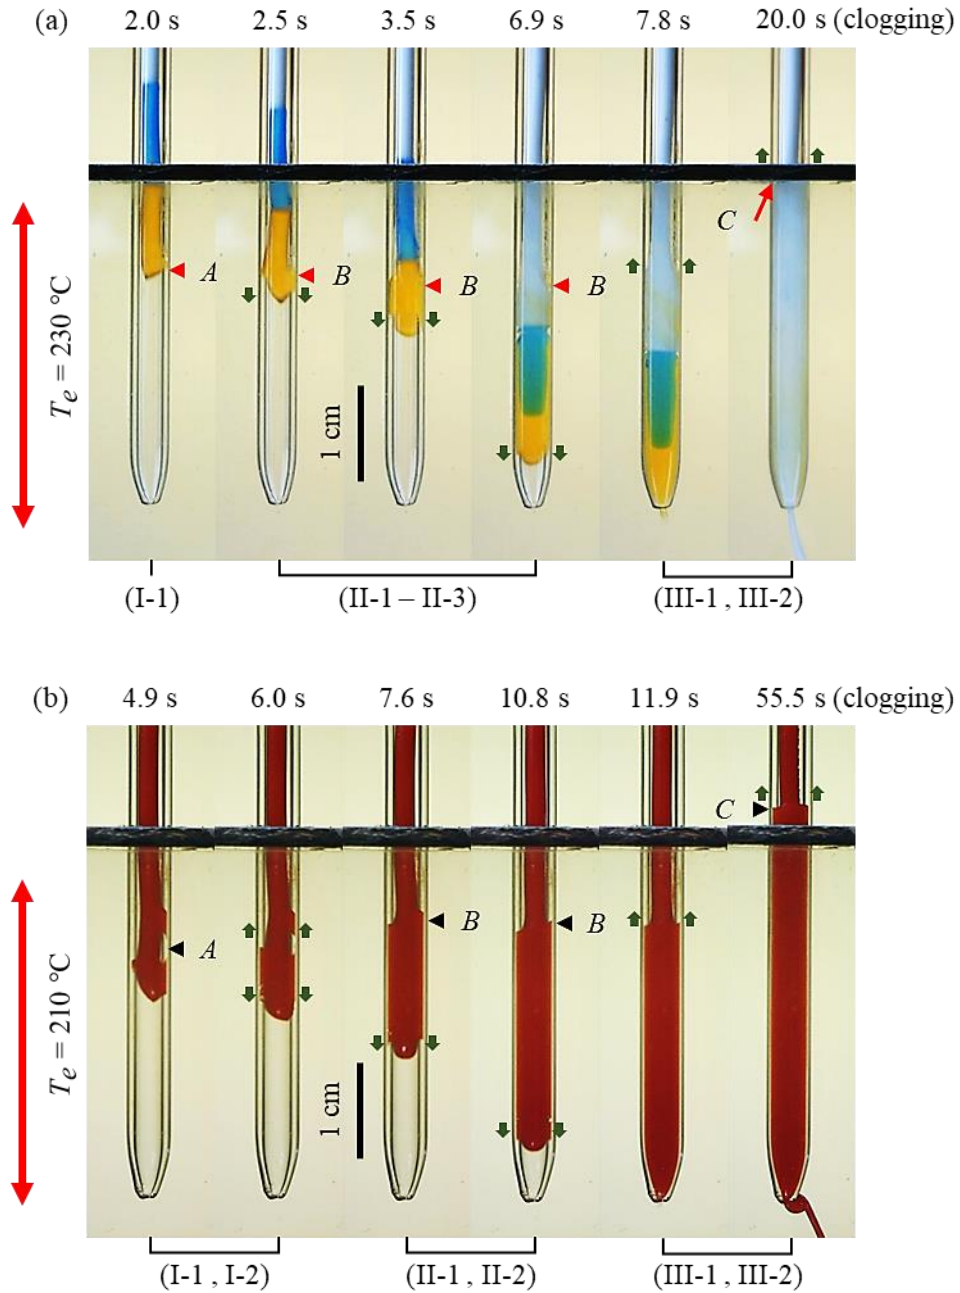 (a) 2.0 s 2.5 s 3.5 s 6.9 s 7.8 s 20.0 s (clogging)
A B B B C
T_e = 230 °C
1 cm
(I-1) (II-1 – II-3) (III-1 , III-2)
(b) 4.9 s 6.0 s 7.6 s 10.8 s 11.9 s 55.5 s (clogging)
C
A B B
T_e = 210 °C
1 cm
(I-1 , I-2) (II-1 , II-2) (III-1 , III-2)